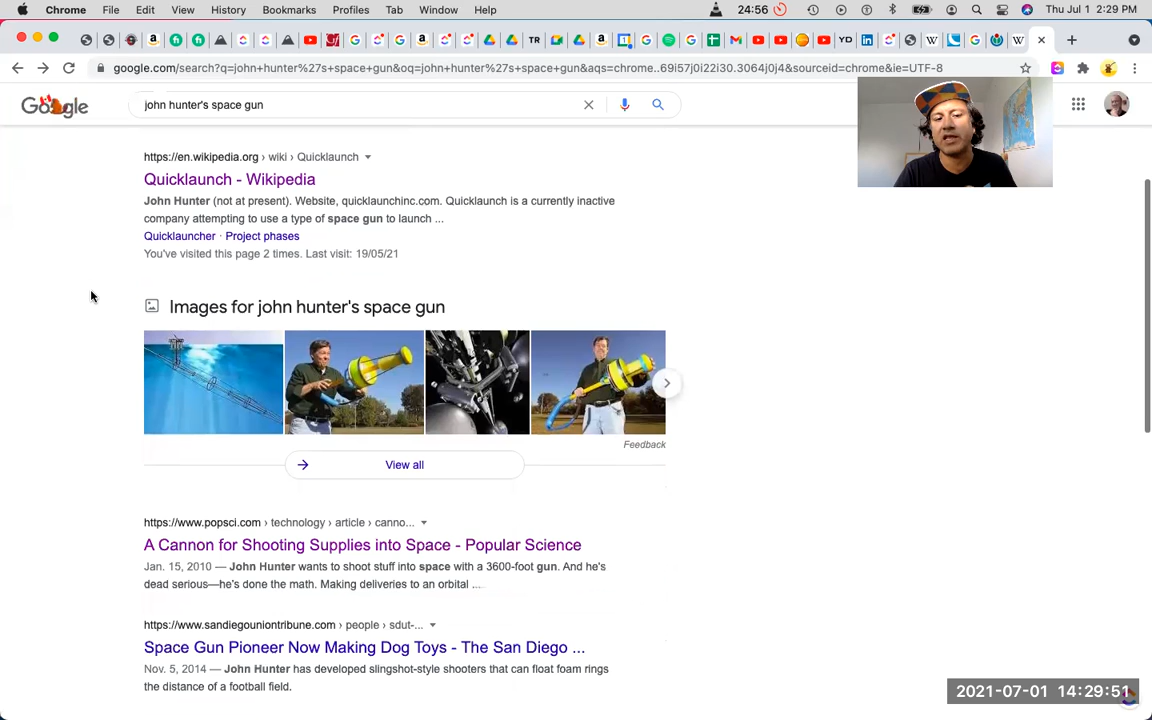 Chrome File Edit View History Bookmarks Profiles Tab Window Help 24:56 Thu Jul 1 2:29 PM
google.com/search?q=john+hunter%27s+space+gun&oq=john+hunter%27s+space+gun&aqs=chrome..69i57j0i22i30.3064j0j4&sourceid=chrome&ie=UTF-8
Google
john hunter's space gun
https://en.wikipedia.org › wiki › Quicklaunch
Quicklaunch - Wikipedia
John Hunter (not at present). Website, quicklaunchinc.com. Quicklaunch is a currently inactive
company attempting to use a type of space gun to launch ...
Quicklauncher · Project phases
You've visited this page 2 times. Last visit: 19/05/21
Images for john hunter's space gun
Feedback
View all
https://www.popsci.com › technology › article › canno...
A Cannon for Shooting Supplies into Space - Popular Science
Jan. 15, 2010 — John Hunter wants to shoot stuff into space with a 3600-foot gun. And he's
dead serious—he's done the math. Making deliveries to an orbital ...
https://www.sandiegouniontribune.com › people › sdut-...
Space Gun Pioneer Now Making Dog Toys - The San Diego ...
Nov. 5, 2014 — John Hunter has developed slingshot-style shooters that can float foam rings
the distance of a football field.
2021-07-01 14:29:51